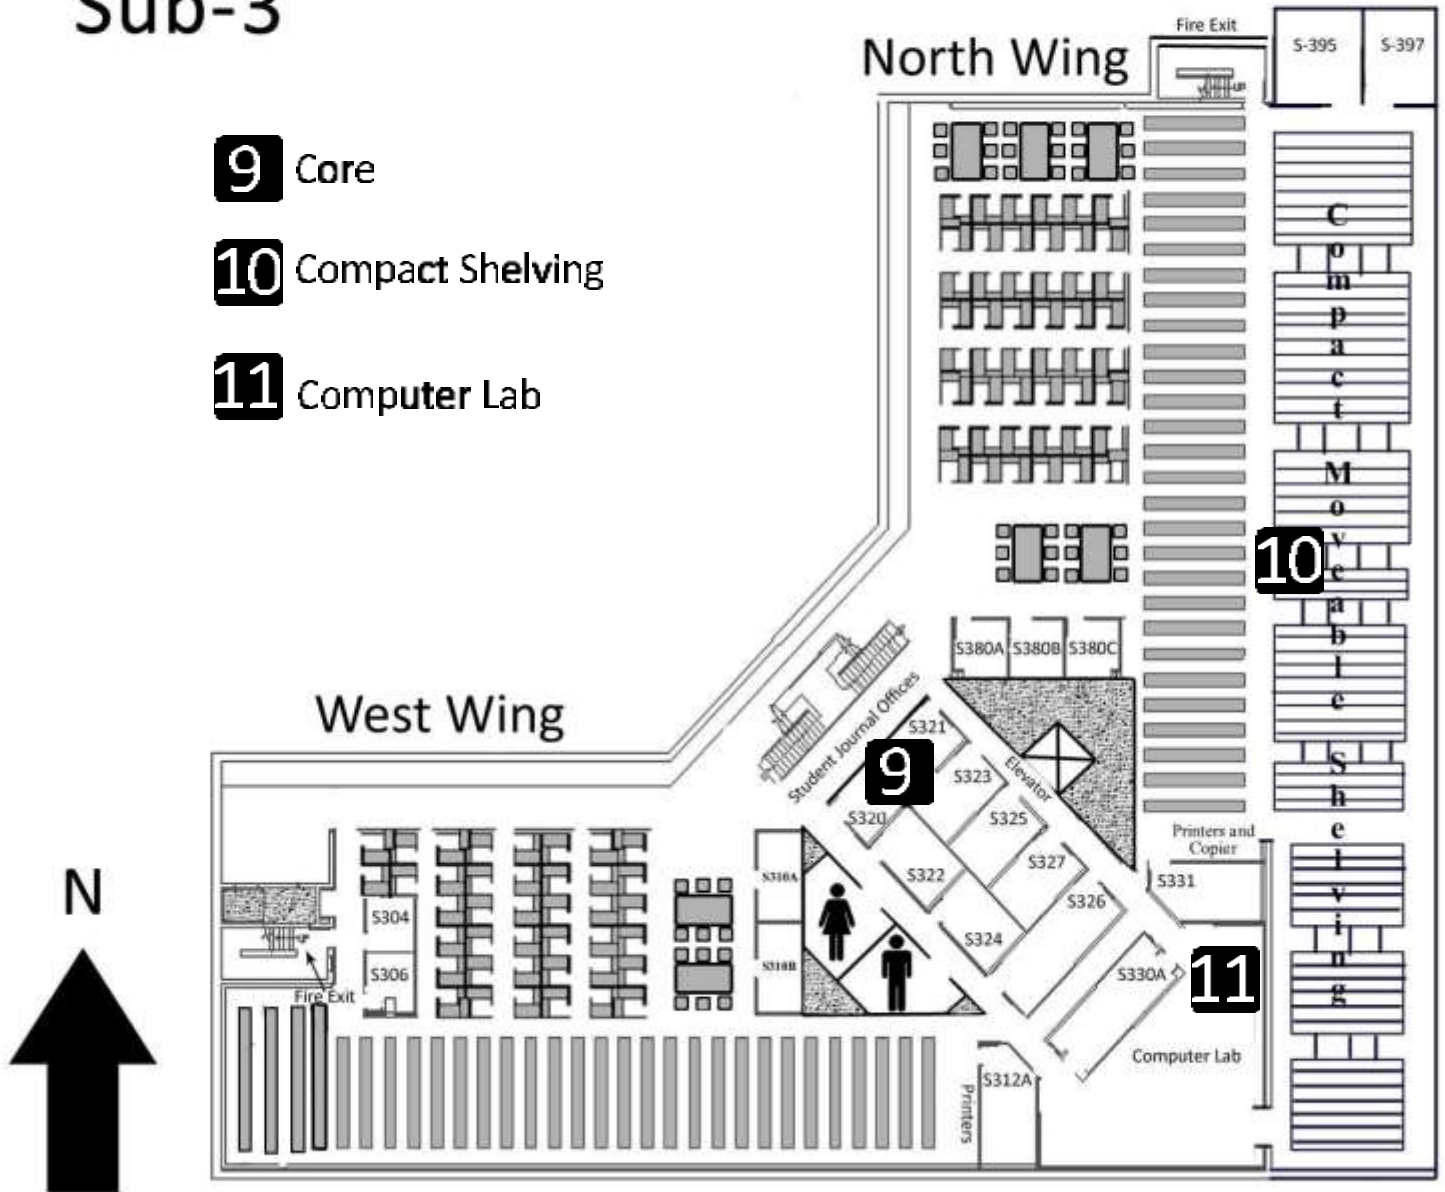 Sub-3
Fire Exit
S-395
S-397
North Wing
UP
9 Core
10 Compact Shelving
11 Computer Lab
Compact Moveable Shelving
10
S380A
S380B
S380C
West Wing
Student Journal Offices
S321
9
S323
Elevator
S320
S325
Printers and
Copier
S327
S322
S331
S310A
S326
N
S304
S324
S310B
S306
UP
S330A
11
Fire Exit
Computer Lab
S312A
Printers